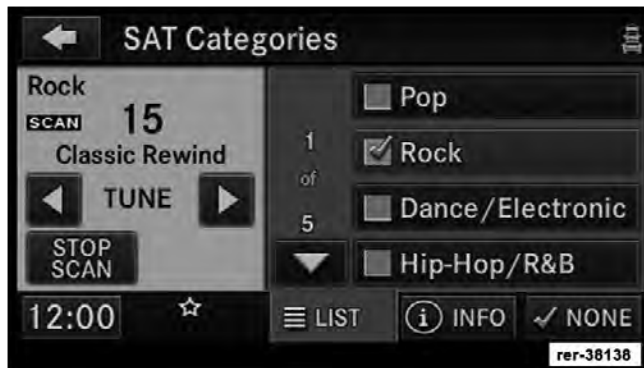 SAT Categories
Rock
SCAN
15
Classic Rewind
TUNE
STOP
SCAN
1
of
5
Pop
Rock
Dance/Electronic
Hip-Hop/R&B
12:00
LIST
i INFO
NONE
rer-38138